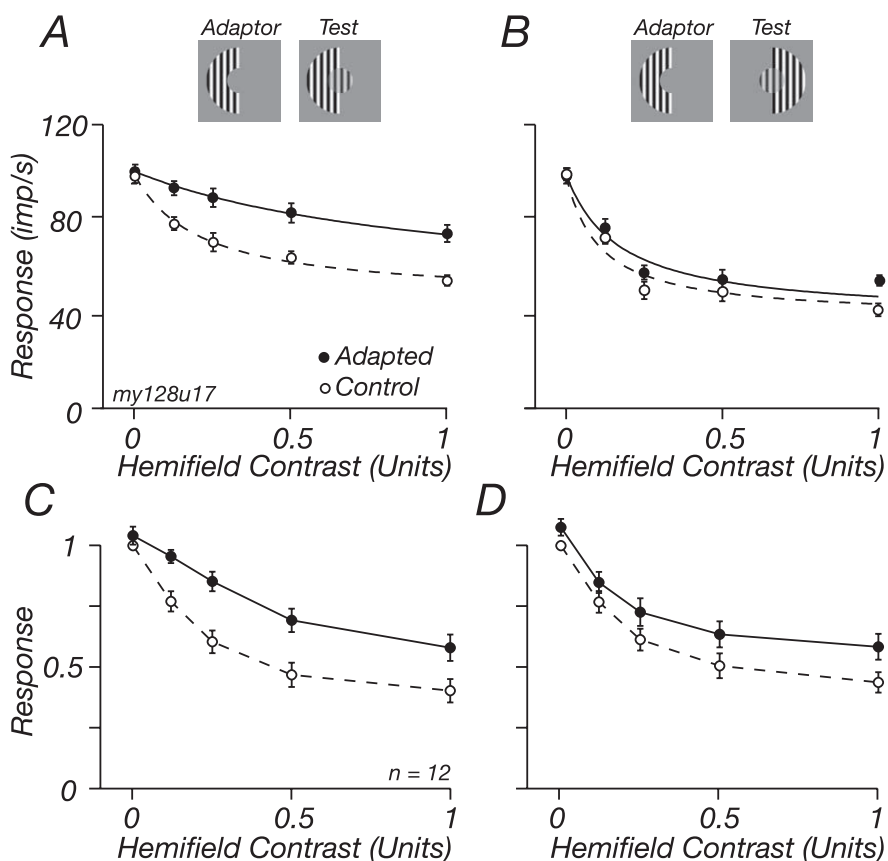 A
Adaptor Test
B
Adaptor Test
120
80
40
0
Response (imp/s)
Adapted
Control
my128u17
0 0.5 1
Hemifield Contrast (Units)
0 0.5 1
Hemifield Contrast (Units)
C
D
1
0.5
0
Response
n = 12
0 0.5 1
Hemifield Contrast (Units)
0 0.5 1
Hemifield Contrast (Units)